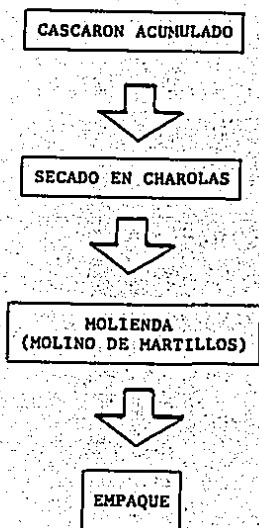 CASCARON ACUMULADO
SECADO EN CHAROLAS
MOLIENDA
(MOLINO DE MARTILLOS)
EMPAQUE